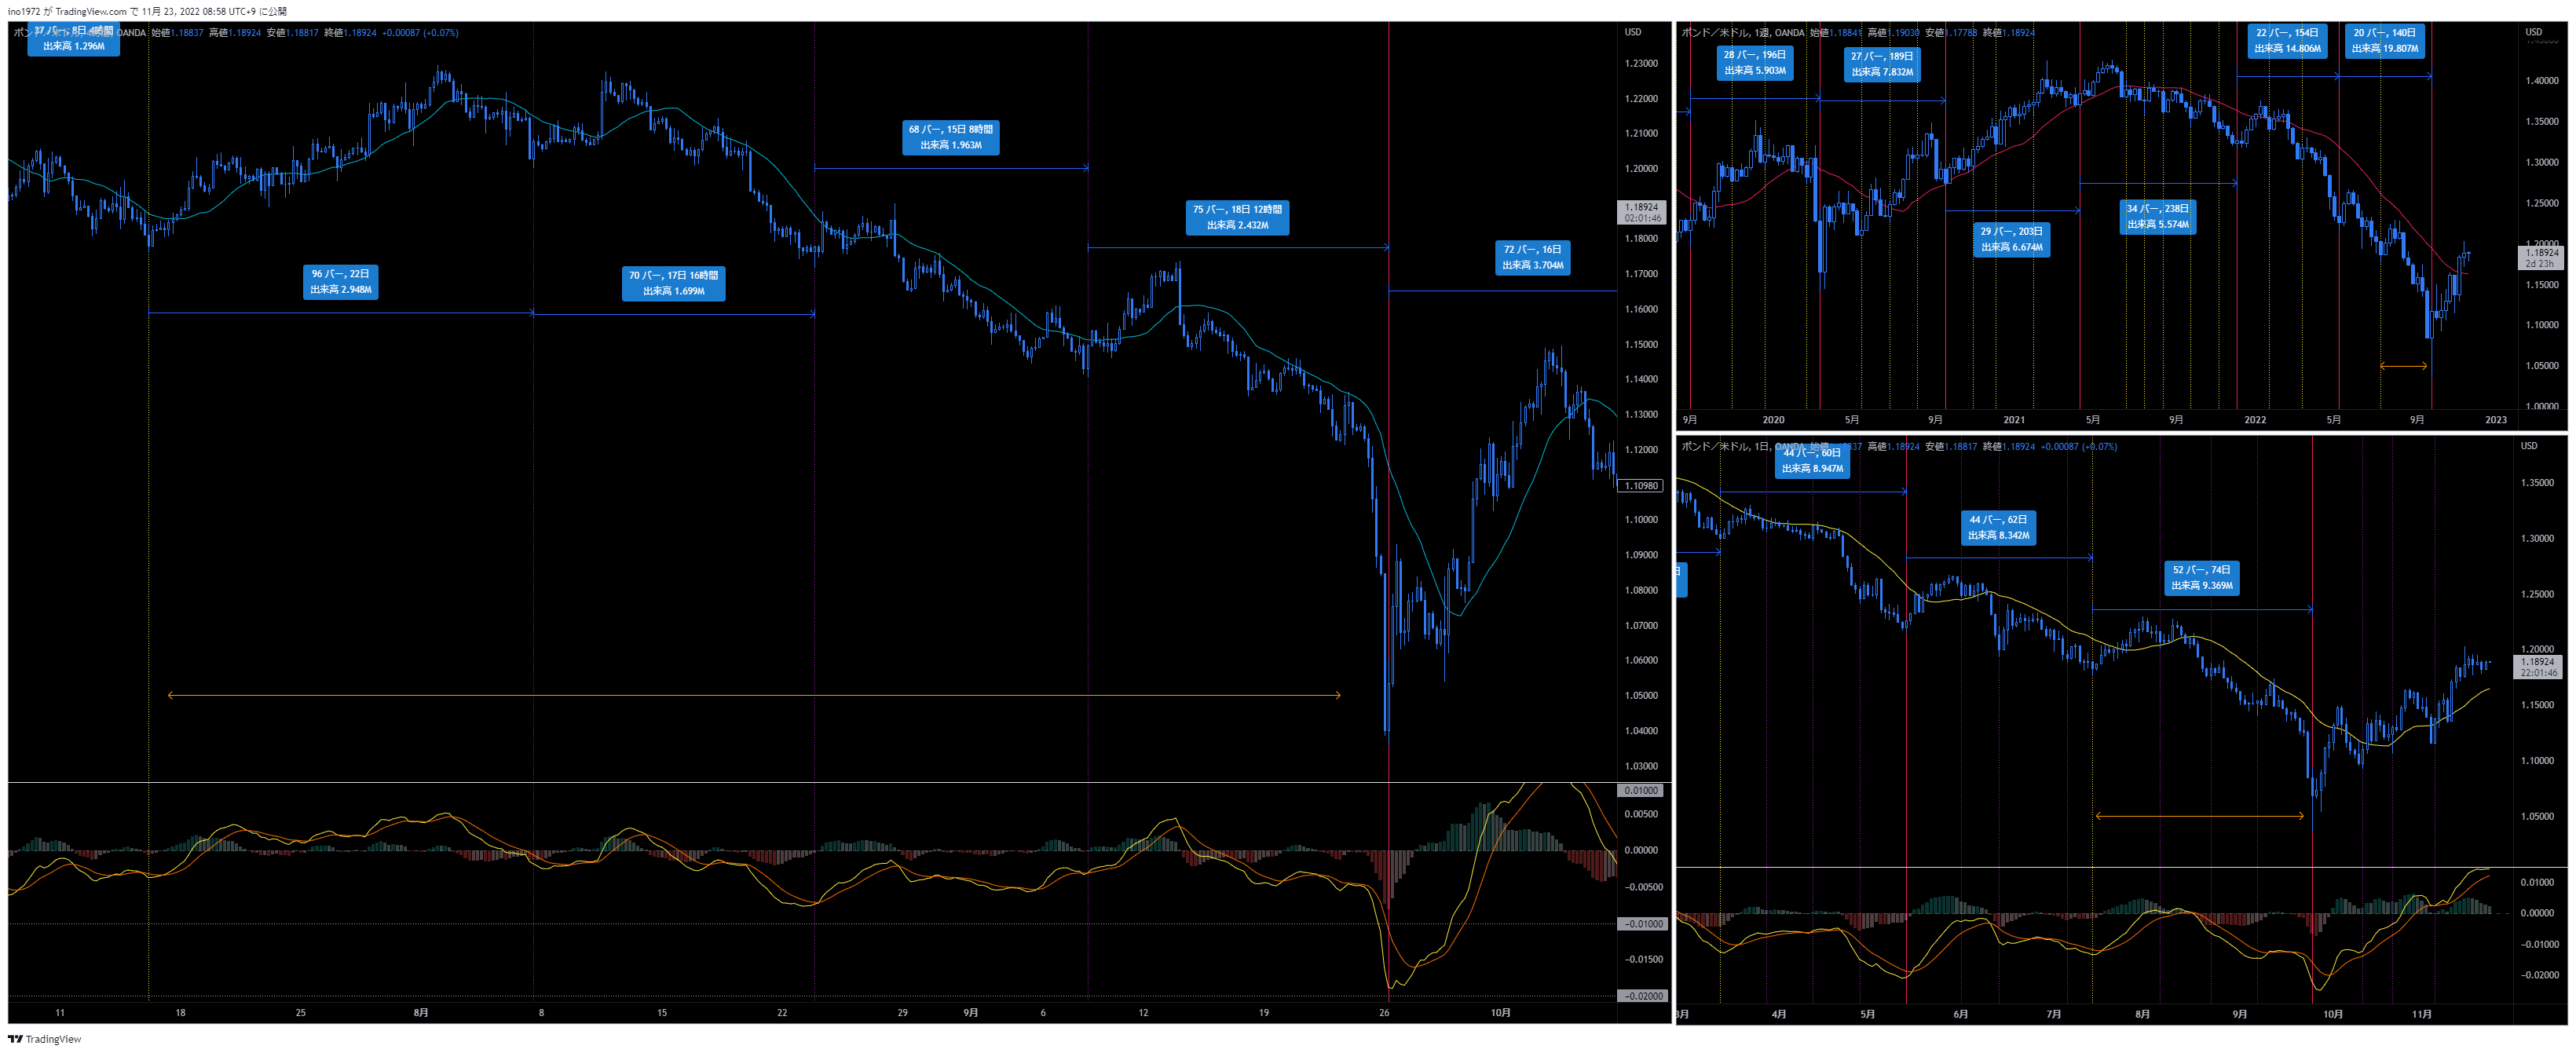 ino1972 が TradingView.com で 11月 23, 2022 08:58 UTC+9 に公開
37 バー, 8日 4時間
出来高 1.296M
OANDA 始値1.18837 高値1.18924 安値1.18817 終値1.18924 +0.00087 (+0.07%)
USD
1.23000
1.22000
1.21000
1.20000
1.18924
02:01:46
1.18000
1.17000
1.16000
1.15000
1.14000
1.13000
1.12000
1.10980
1.10000
1.09000
1.08000
1.07000
1.06000
1.05000
1.04000
1.03000
68 バー, 15日 8時間
出来高 1.963M
75 バー, 18日 12時間
出来高 2.432M
72 バー, 16日
出来高 3.704M
96 バー, 22日
出来高 2.948M
70 バー, 17日 16時間
出来高 1.699M
0.01000
0.00500
0.00000
−0.00500
−0.01000
−0.01500
−0.02000
11
18
25
8月
8
15
22
29
9月
6
12
19
26
10月
ポンド／米ドル, 1週, OANDA 始値1.18841 高値1.19030 安値1.17788 終値1.18924
USD
28 バー, 196日
出来高 5.903M
27 バー, 189日
出来高 7.832M
22 バー, 154日
出来高 14.806M
20 バー, 140日
出来高 19.807M
29 バー, 203日
出来高 6.674M
34 バー, 238日
出来高 5.574M
1.40000
1.35000
1.30000
1.25000
1.20000
1.18924
2d 23h
1.15000
1.10000
1.05000
1.00000
9月
2020
5月
9月
2021
5月
9月
2022
5月
9月
2023
ポンド／米ドル, 1日, OANDA 始値 837 高値1.18924 安値1.18817 終値1.18924 +0.00087 (+0.07%)
USD
44 バー, 60日
出来高 8.947M
44 バー, 62日
出来高 8.342M
52 バー, 74日
出来高 9.369M
日
1.35000
1.30000
1.25000
1.20000
1.18924
22:01:46
1.15000
1.10000
1.05000
0.01000
0.00000
−0.01000
−0.02000
3月
4月
5月
6月
7月
8月
9月
10月
11月
TradingView